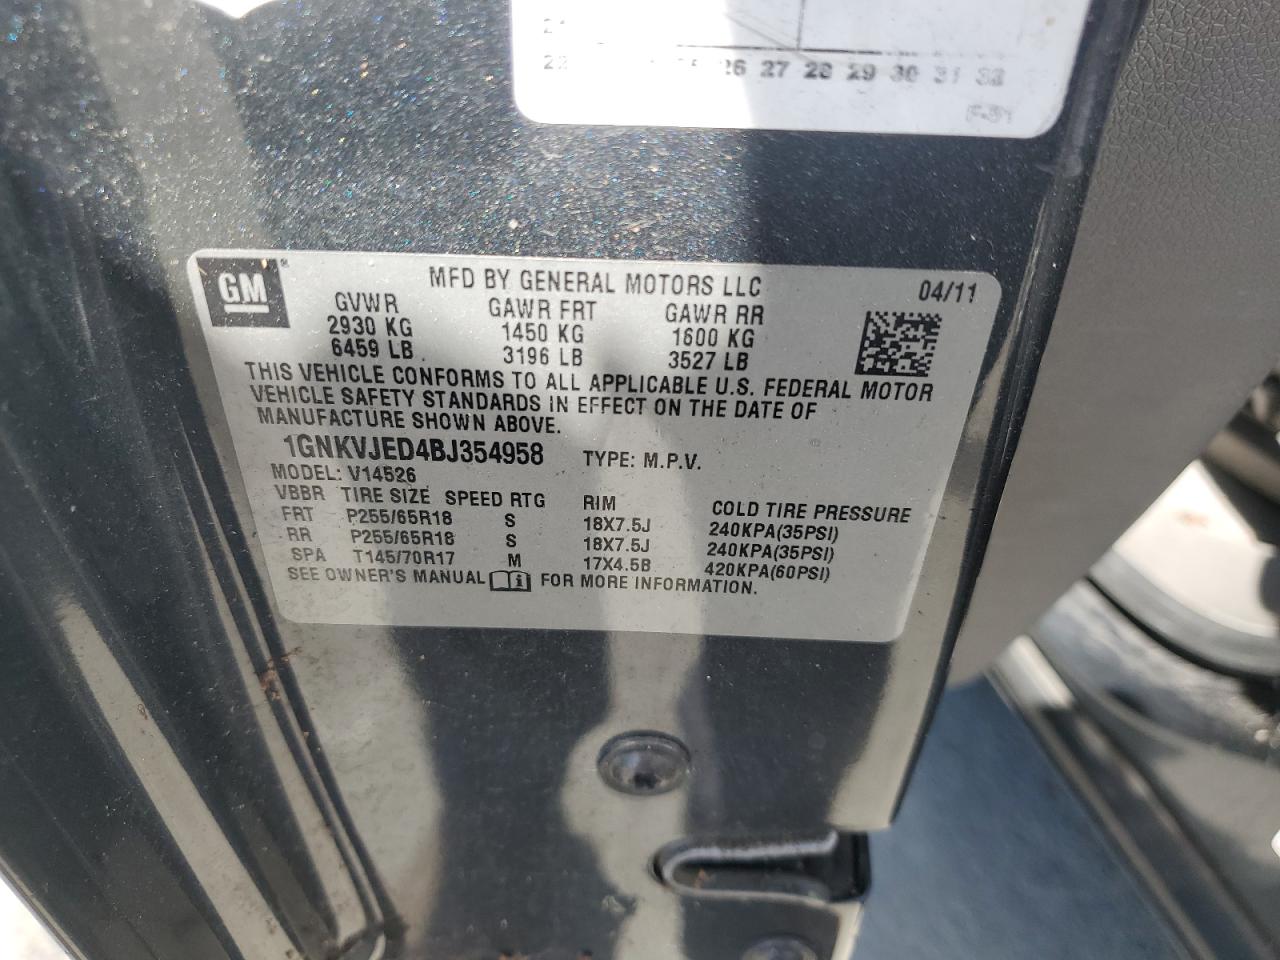 21
26 27 28 29 30 31 32
F-51
GM
MFD BY GENERAL MOTORS LLC 04/11
GVWR GAWR FRT GAWR RR
2930 KG 1450 KG 1600 KG
6459 LB 3196 LB 3527 LB
THIS VEHICLE CONFORMS TO ALL APPLICABLE U.S. FEDERAL MOTOR
VEHICLE SAFETY STANDARDS IN EFFECT ON THE DATE OF
MANUFACTURE SHOWN ABOVE.
1GNKVJED4BJ354958 TYPE: M.P.V.
MODEL: V14526
VBBR TIRE SIZE SPEED RTG RIM COLD TIRE PRESSURE
FRT P255/65R18 S 18X7.5J 240KPA(35PSI)
RR P255/65R18 S 18X7.5J 240KPA(35PSI)
SPA T145/70R17 M 17X4.5B 420KPA(60PSI)
SEE OWNER'S MANUAL FOR MORE INFORMATION.